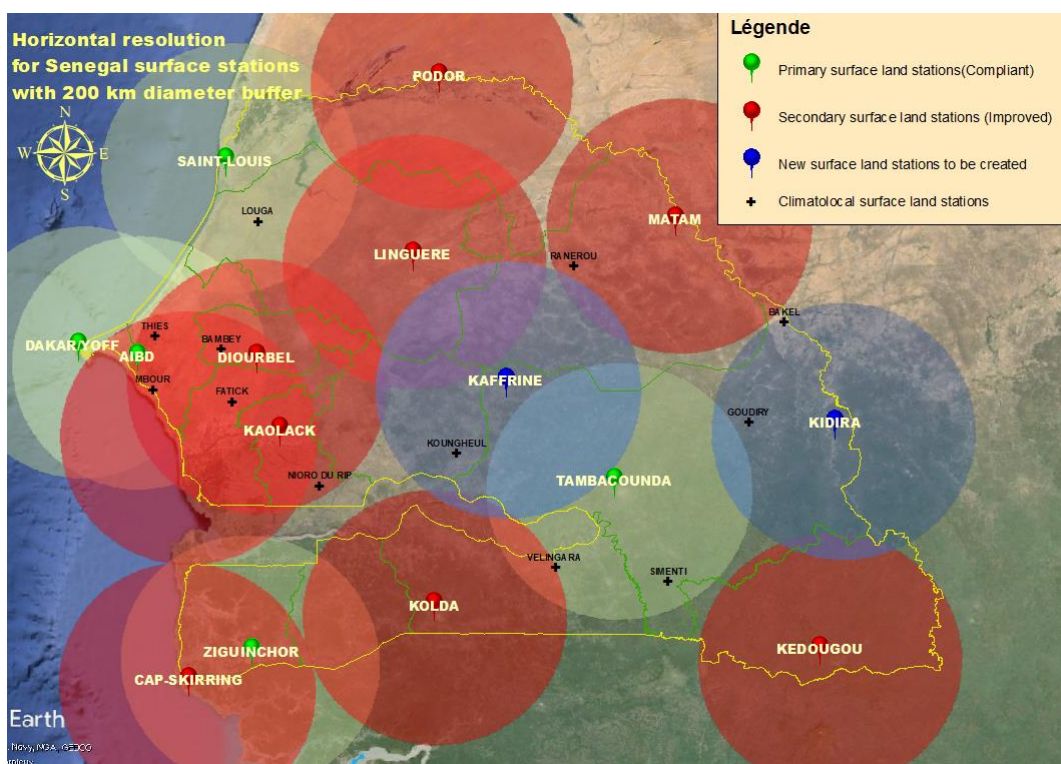 Horizontal resolution
for Senegal surface stations
with 200 km diameter buffer
N
W
E
S
Légende
Primary surface land stations(Compliant)
Secondary surface land stations (Improved)
New surface land stations to be created
Climatolocal surface land stations
PODOR
SAINT-LOUIS
LOUGA
MATAM
LINGUERE
RANEROU
BAKEL
THIES
DAKAR/YOFF
AIBD
BAMBEY
DIOURBEL
MBOUR
FATICK
KAFFRINE
KAOLACK
GOUDIRY
KIDIRA
KOUNGHEUL
NIORO DU RIP
TAMBACOUNDA
VELINGARA
SIMENTI
KOLDA
ZIGUINCHOR
KEDOUGOU
CAP-SKIRRING
Earth
Navy, NGA, GEBCO